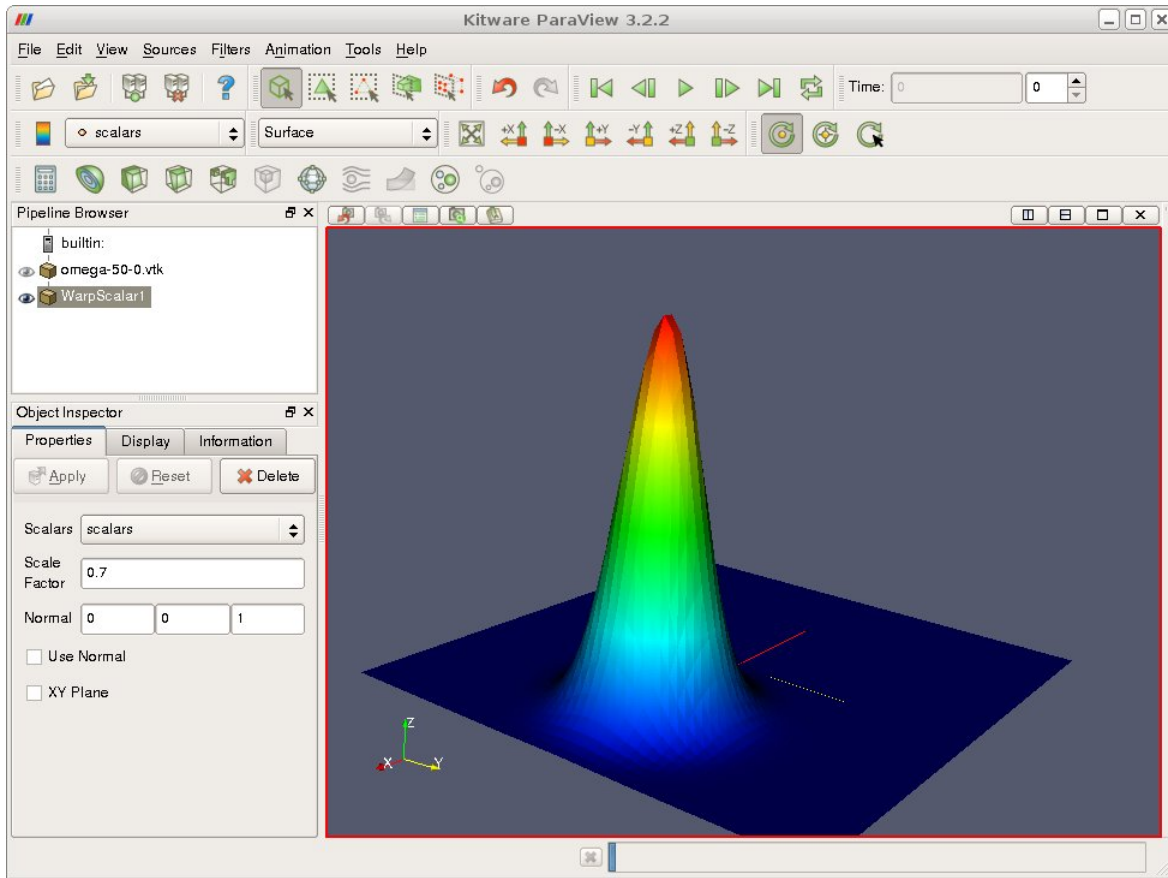 Kitware ParaView 3.2.2
File Edit View Sources Filters Animation Tools Help
Time: 0 0
scalars Surface +X -X +Y -Y +Z -Z
Pipeline Browser
builtin:
omega-50-0.vtk
WarpScalar1
Object Inspector
Properties Display Information
Apply Reset Delete
Scalars scalars
Scale Factor 0.7
Normal 0 0 1
Use Normal
XY Plane
Z
X Y